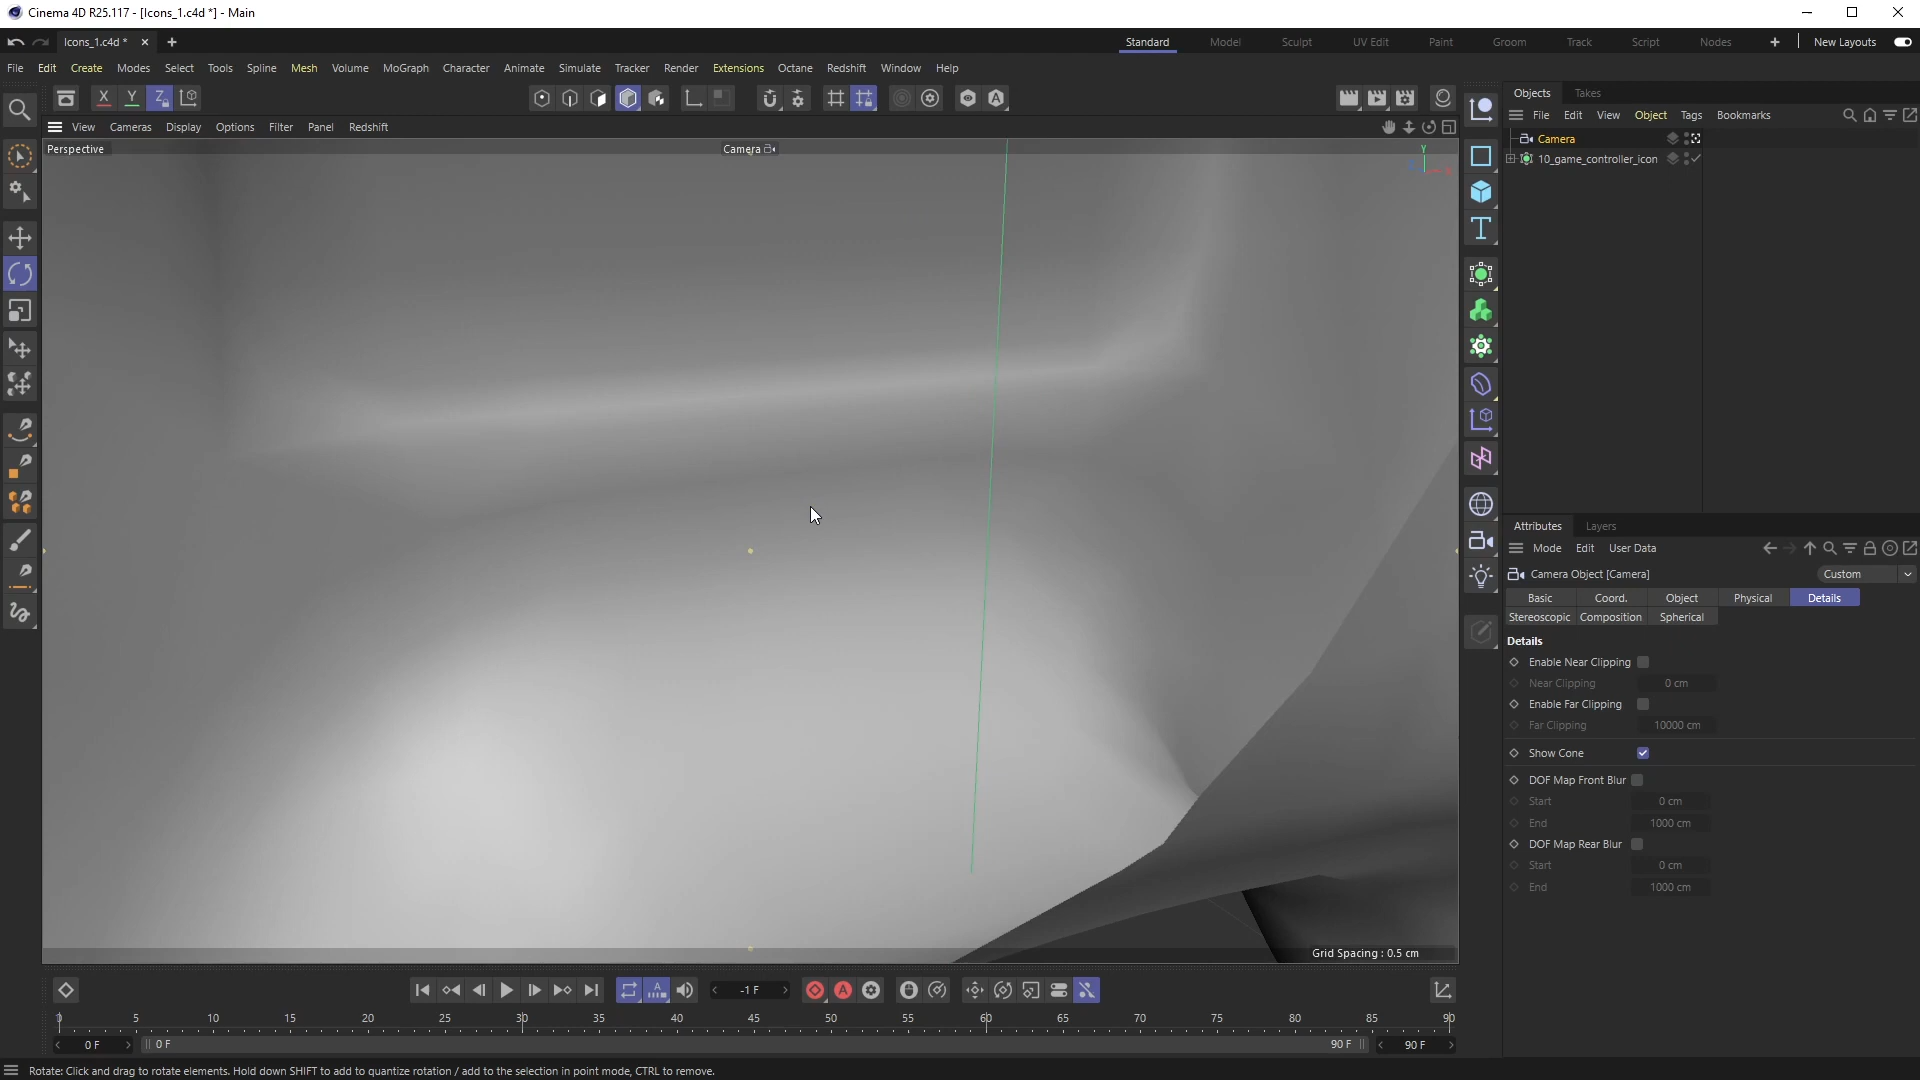 Cinema 4D R25.117 - [Icons_1.c4d *] - Main
Icons_1.c4d *
Standard Model Sculpt UV Edit Paint Groom Track Script Nodes New Layouts
File Edit Create Modes Select Tools Spline Mesh Volume MoGraph Character Animate Simulate Tracker Render Extensions Octane Redshift Window Help
X Y Z
View Cameras Display Options Filter Panel Redshift
Perspective
Camera
Y
Grid Spacing : 0.5 cm
Objects Takes
File Edit View Object Tags Bookmarks
Camera
10_game_controller_icon
Attributes Layers
Mode Edit User Data
Camera Object [Camera]
Custom
Basic Coord. Object Physical Details
Stereoscopic Composition Spherical
Details
Enable Near Clipping
Near Clipping 0 cm
Enable Far Clipping
Far Clipping 10000 cm
Show Cone
DOF Map Front Blur
Start 0 cm
End 1000 cm
DOF Map Rear Blur
Start 0 cm
End 1000 cm
-1 F
0 5 10 15 20 25 30 35 40 45 50 55 60 65 70 75 80 85 90
0 F 0 F 90 F 90 F
Rotate: Click and drag to rotate elements. Hold down SHIFT to add to quantize rotation / add to the selection in point mode, CTRL to remove.